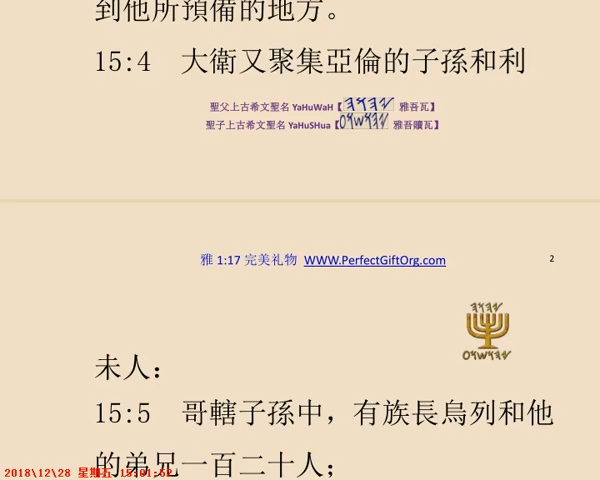 到他所預備的地方。
15:4 大衛又聚集亞倫的子孫和利
聖父上古希文聖名 YaHuWaH【 雅吾瓦】
聖子上古希文聖名 YaHuSHua【 雅吾贖瓦】
雅 1:17 完美礼物 WWW.PerfectGiftOrg.com 2
未人：
15:5 哥轄子孫中，有族長烏列和他
的弟兄一百二十人；
2018\12\28 星期五 15:01:52